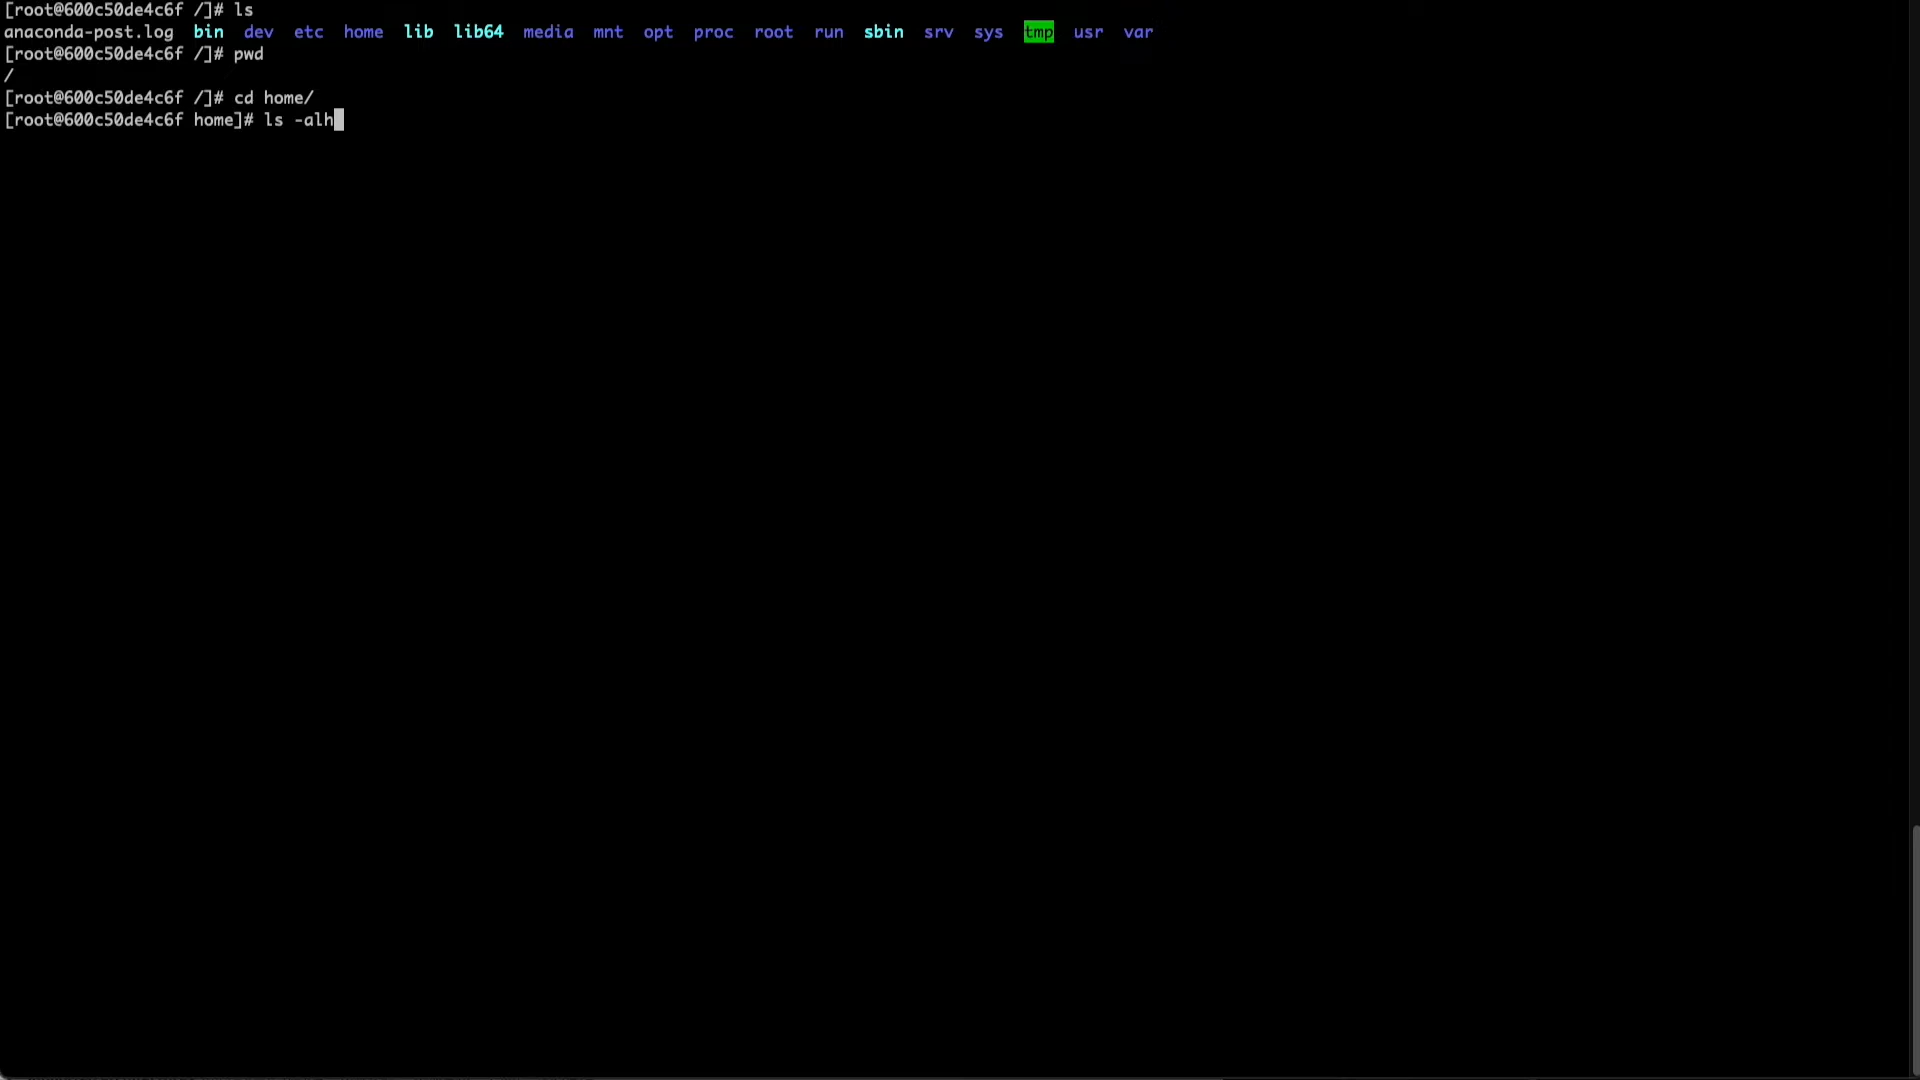 [root@600c50de4c6f /]# ls
anaconda-post.log  bin  dev  etc  home  lib  lib64  media  mnt  opt  proc  root  run  sbin  srv  sys  tmp  usr  var
[root@600c50de4c6f /]# pwd
/
[root@600c50de4c6f /]# cd home/
[root@600c50de4c6f home]# ls -alh